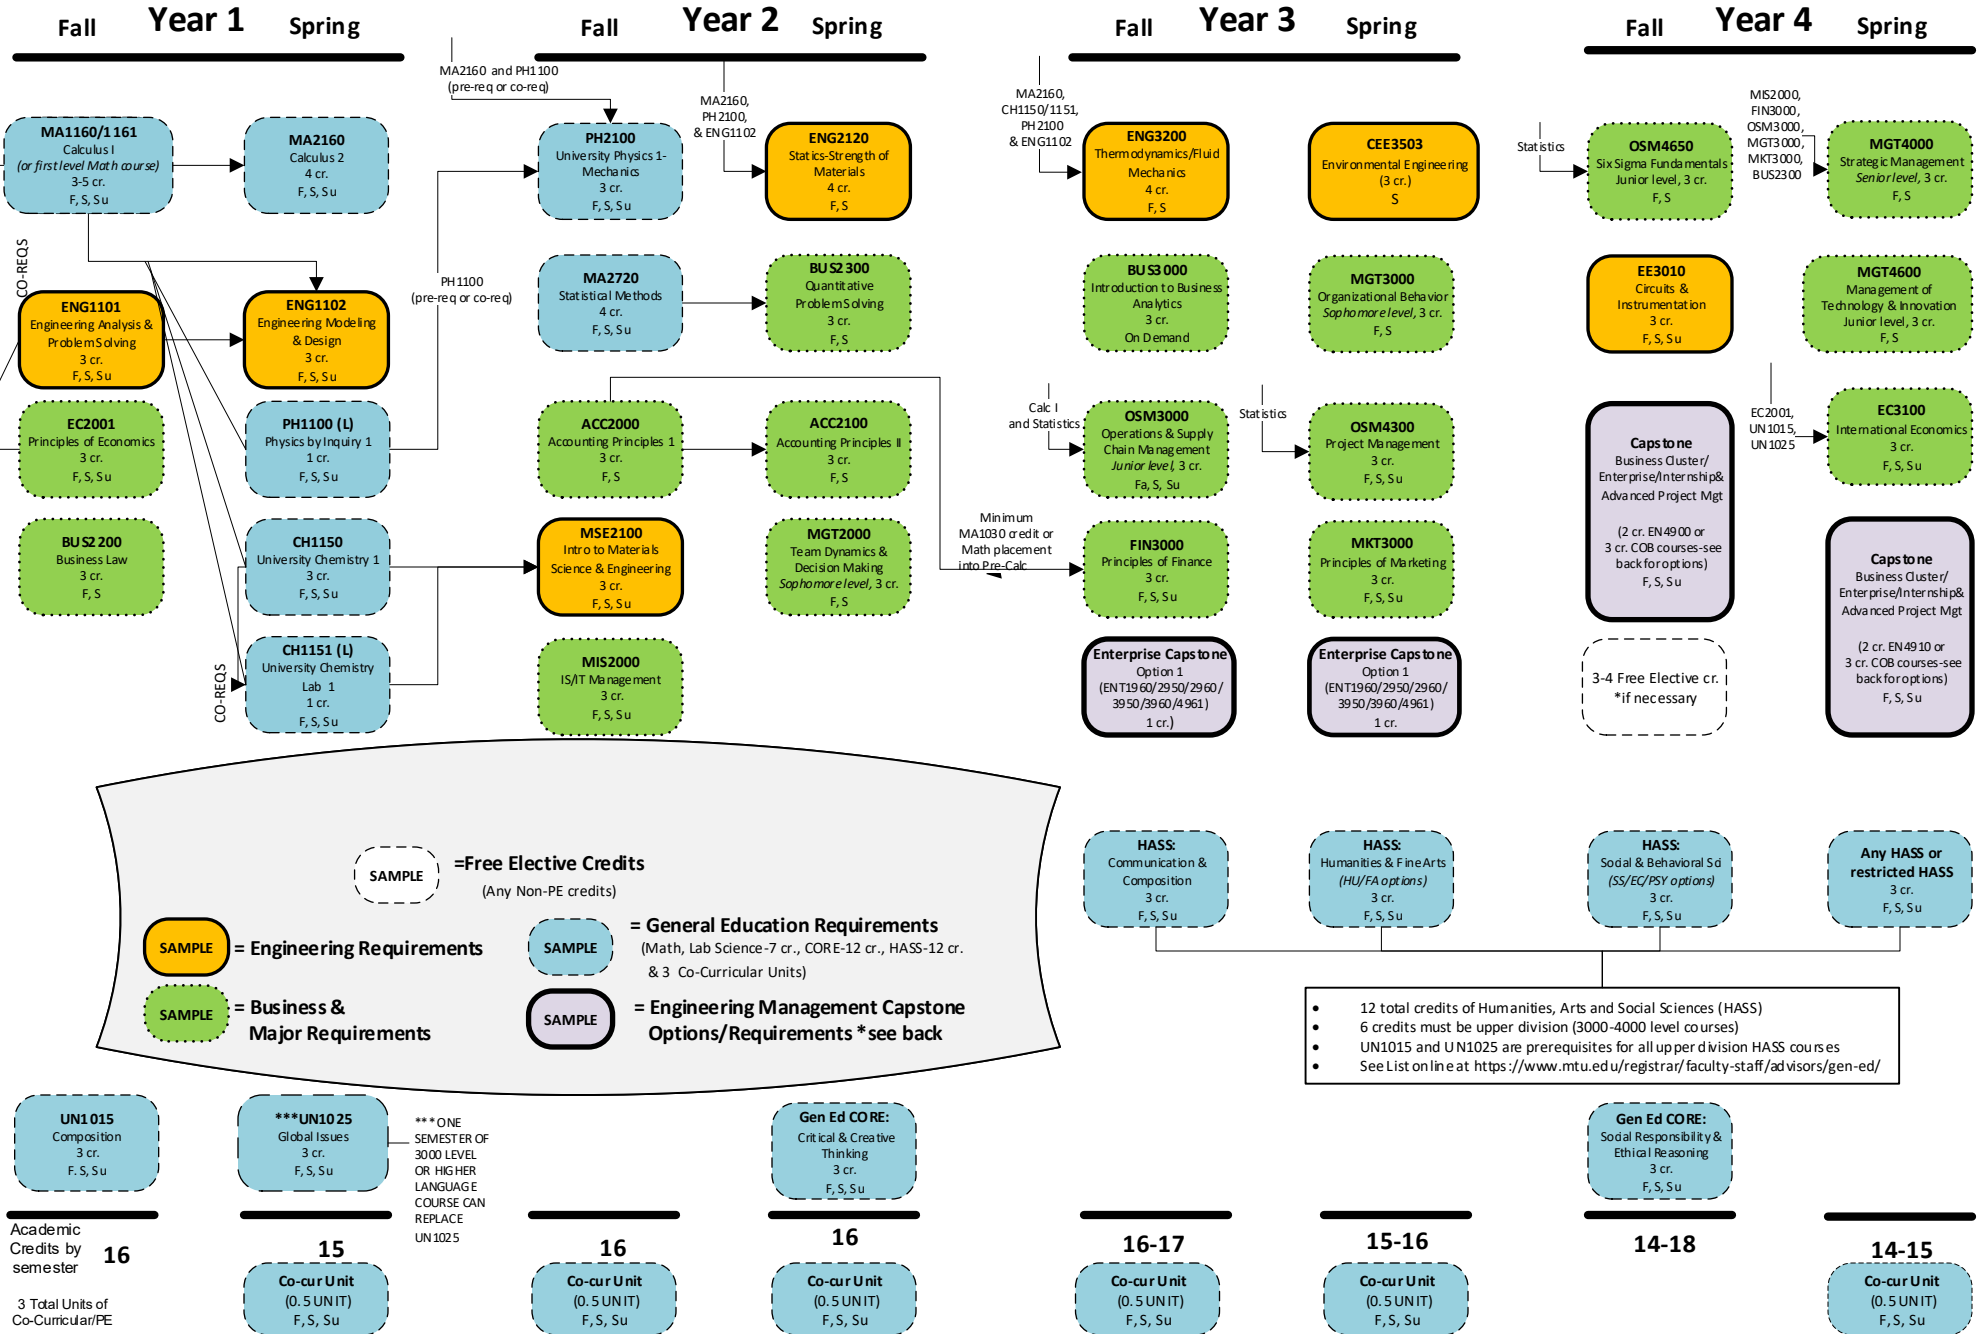 Year 1
Fall
Spring
Year 2
Fall
Spring
Year 3
Fall
Spring
Year 4
Fall
Spring
MA1160/1161
Calculus I
(or first level Math course)
3-5 cr.
F, S, Su
MA2160
Calculus 2
4 cr.
F, S, Su
MA2160 and PH1100
(pre-req or co-req)
PH2100
University Physics 1-
Mechanics
3 cr.
F, S, Su
MA2160,
PH2100,
& ENG1102
ENG2120
Statics-Strength of
Materials
4 cr.
F, S
MA2160,
CH1150/1151,
PH2100
& ENG1102
ENG3200
Thermodynamics/Fluid
Mechanics
4 cr.
F, S
CEE3503
Environmental Engineering
(3 cr.)
S
Statistics
OSM4650
Six Sigma Fundamentals
Junior level, 3 cr.
F, S
MIS2000,
FIN3000,
OSM3000,
MGT3000,
MKT3000,
BUS2300
MGT4000
Strategic Management
Senior level, 3 cr.
F, S
CO-REQS
ENG1101
Engineering Analysis &
Problem Solving
3 cr.
F, S, Su
ENG1102
Engineering Modeling
& Design
3 cr.
F, S, Su
PH1100
(pre-req or co-req)
MA2720
Statistical Methods
4 cr.
F, S, Su
BUS2300
Quantitative
Problem Solving
3 cr.
F, S
BUS3000
Introduction to Business
Analytics
3 cr.
On Demand
MGT3000
Organizational Behavior
Sophomore level, 3 cr.
F, S
EE3010
Circuits &
Instrumentation
3 cr.
F, S, Su
MGT4600
Management of
Technology & Innovation
Junior level, 3 cr.
F, S
EC2001
Principles of Economics
3 cr.
F, S, Su
PH1100 (L)
Physics by Inquiry 1
1 cr.
F, S, Su
ACC2000
Accounting Principles 1
3 cr.
F, S
ACC2100
Accounting Principles II
3 cr.
F, S
Calc I
and Statistics
OSM3000
Operations & Supply
Chain Management
Junior level, 3 cr.
Fa, S, Su
Statistics
OSM4300
Project Management
3 cr.
F, S, Su
Capstone
Business Cluster/
Enterprise/Internship&
Advanced Project Mgt
(2 cr. EN4900 or
3 cr. COB courses-see
back for options)
F, S, Su
EC2001,
UN1015,
UN1025
EC3100
International Economics
3 cr.
F, S, Su
BUS2200
Business Law
3 cr.
F, S
CH1150
University Chemistry 1
3 cr.
F, S, Su
MSE2100
Intro to Materials
Science & Engineering
3 cr.
F, S, Su
MGT2000
Team Dynamics &
Decision Making
Sophomore level, 3 cr.
F, S
Minimum
MA1030 credit or
Math placement
into Pre-Calc
FIN3000
Principles of Finance
3 cr.
F, S, Su
MKT3000
Principles of Marketing
3 cr.
F, S, Su
Capstone
Business Cluster/
Enterprise/Internship&
Advanced Project Mgt
(2 cr. EN4910 or
3 cr. COB courses-see
back for options)
F, S, Su
CO-REQS
CH1151 (L)
University Chemistry
Lab 1
1 cr.
F, S, Su
MIS2000
IS/IT Management
3 cr.
F, S, Su
Enterprise Capstone
Option 1
(ENT1960/2950/2960/
3950/3960/4961)
1 cr.)
Enterprise Capstone
Option 1
(ENT1960/2950/2960/
3950/3960/4961)
1 cr.
3-4 Free Elective cr.
*if necessary
SAMPLE
=Free Elective Credits
(Any Non-PE credits)
SAMPLE
= Engineering Requirements
SAMPLE
= General Education Requirements
(Math, Lab Science-7 cr., CORE-12 cr., HASS-12 cr.
& 3 Co-Curricular Units)
SAMPLE
= Business &
Major Requirements
SAMPLE
= Engineering Management Capstone
Options/Requirements *see back
HASS:
Communication &
Composition
3 cr.
F, S, Su
HASS:
Humanities & Fine Arts
(HU/FA options)
3 cr.
F, S, Su
HASS:
Social & Behavioral Sci
(SS/EC/PSY options)
3 cr.
F, S, Su
Any HASS or
restricted HASS
3 cr.
F, S, Su
• 12 total credits of Humanities, Arts and Social Sciences (HASS)
• 6 credits must be upper division (3000-4000 level courses)
• UN1015 and UN1025 are prerequisites for all upper division HASS courses
• See List online at https://www.mtu.edu/registrar/faculty-staff/advisors/gen-ed/
UN1015
Composition
3 cr.
F. S, Su
***UN1025
Global Issues
3 cr.
F, S, Su
***ONE
SEMESTER OF
3000 LEVEL
OR HIGHER
LANGUAGE
COURSE CAN
REPLACE
UN1025
Gen Ed CORE:
Critical & Creative
Thinking
3 cr.
F, S, Su
Gen Ed CORE:
Social Responsibility &
Ethical Reasoning
3 cr.
F, S, Su
Academic
Credits by
semester
16
15
16
16
16-17
15-16
14-18
14-15
3 Total Units of
Co-Curricular/PE
Co-cur Unit
(0.5 UNIT)
F, S, Su
Co-cur Unit
(0.5 UNIT)
F, S, Su
Co-cur Unit
(0.5 UNIT)
F, S, Su
Co-cur Unit
(0.5 UNIT)
F, S, Su
Co-cur Unit
(0.5 UNIT)
F, S, Su
Co-cur Unit
(0.5 UNIT)
F, S, Su